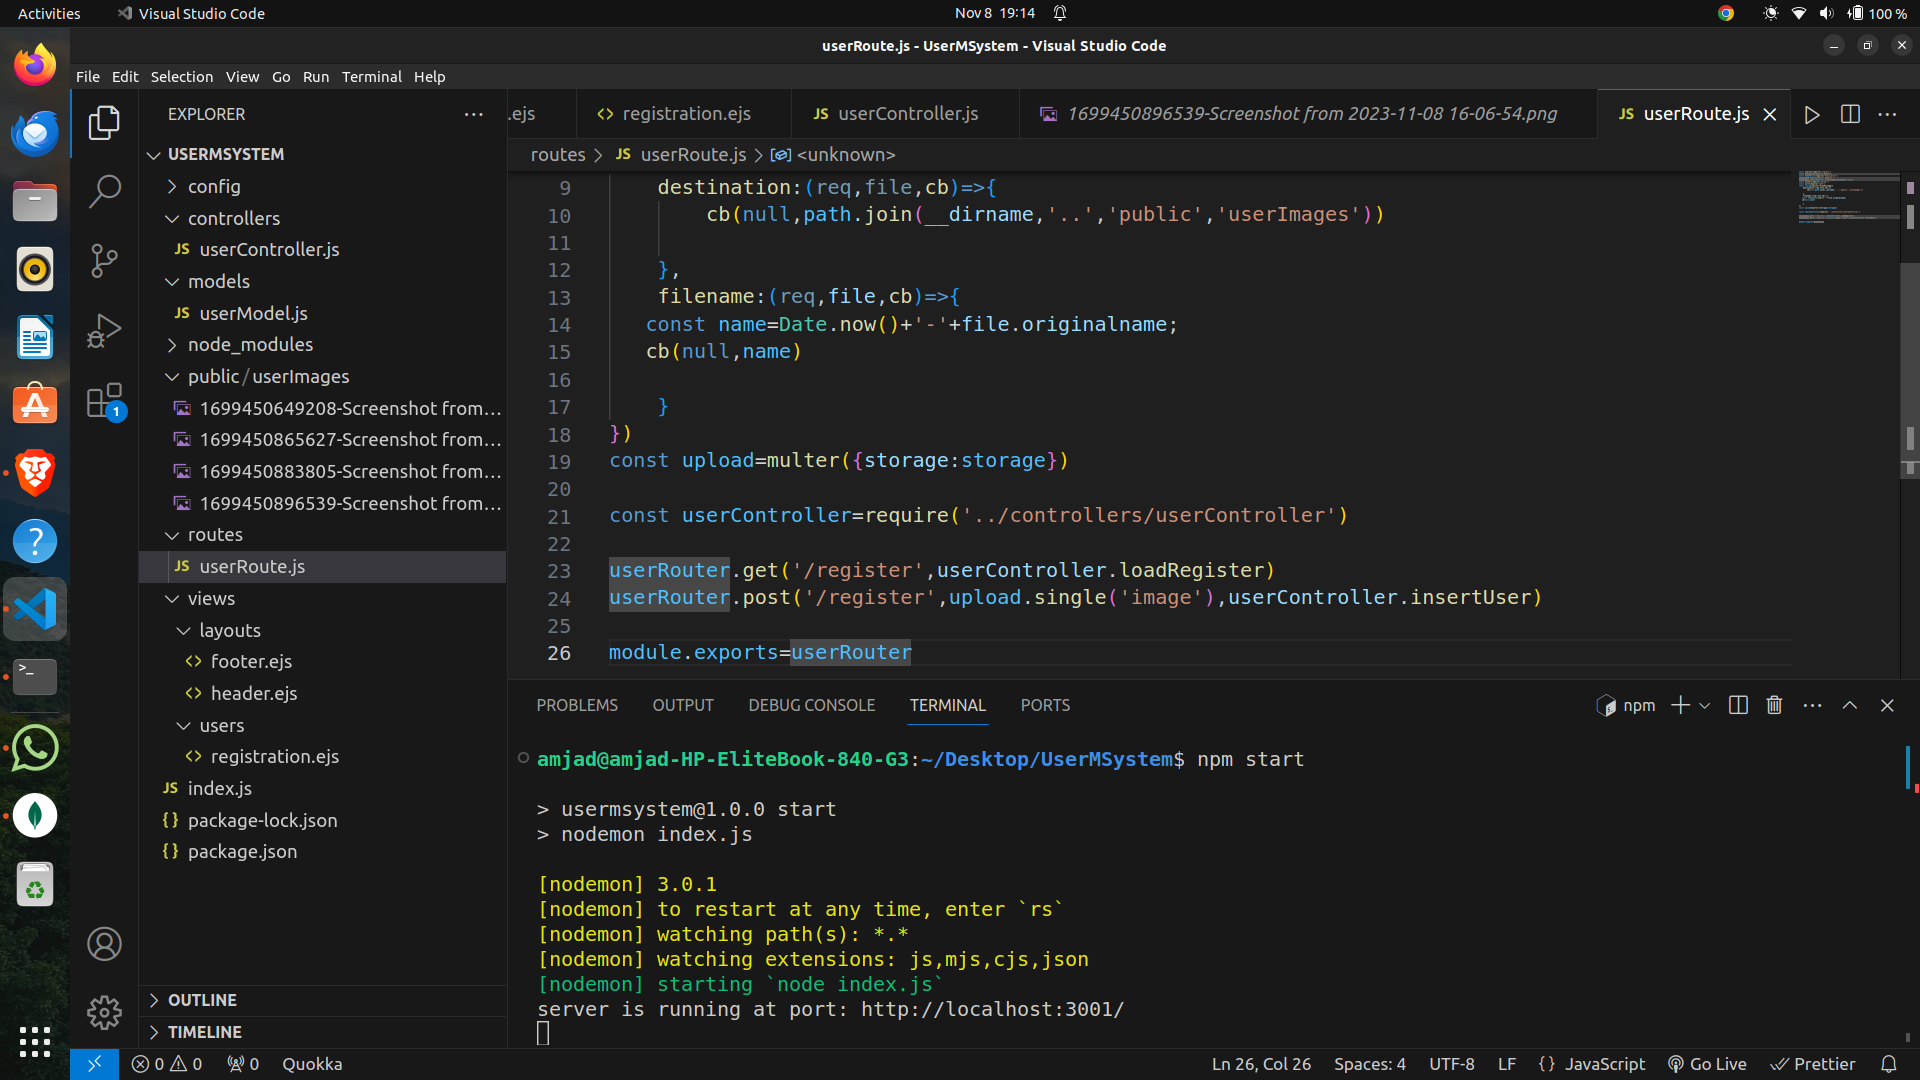 Activities
Visual Studio Code
Nov 8 19:14
100 %
userRoute.js - UserMSystem - Visual Studio Code
File Edit Selection View Go Run Terminal Help
EXPLORER
USERMSYSTEM
config
controllers
JS userController.js
models
JS userModel.js
node_modules
public/userImages
1699450649208-Screenshot from...
1699450865627-Screenshot from...
1699450883805-Screenshot from...
1699450896539-Screenshot from...
routes
JS userRoute.js
views
layouts
<> footer.ejs
<> header.ejs
users
<> registration.ejs
JS index.js
{} package-lock.json
{} package.json
OUTLINE
TIMELINE
1
.ejs
<> registration.ejs
JS userController.js
1699450896539-Screenshot from 2023-11-08 16-06-54.png
JS userRoute.js
routes > JS userRoute.js > <unknown>
9 destination:(req,file,cb)=>{
10 cb(null,path.join(__dirname,'..','public','userImages'))
11
12 },
13 filename:(req,file,cb)=>{
14 const name=Date.now()+'-'+file.originalname;
15 cb(null,name)
16
17 }
18 })
19 const upload=multer({storage:storage})
20
21 const userController=require('../controllers/userController')
22
23 userRouter.get('/register',userController.loadRegister)
24 userRouter.post('/register',upload.single('image'),userController.insertUser)
25
26 module.exports=userRouter
PROBLEMS OUTPUT DEBUG CONSOLE TERMINAL PORTS
npm
amjad@amjad-HP-EliteBook-840-G3:~/Desktop/UserMSystem$ npm start
> usermsystem@1.0.0 start
> nodemon index.js
[nodemon] 3.0.1
[nodemon] to restart at any time, enter `rs`
[nodemon] watching path(s): *.*
[nodemon] watching extensions: js,mjs,cjs,json
[nodemon] starting `node index.js`
server is running at port: http://localhost:3001/
0 0 0 Quokka
Ln 26, Col 26 Spaces: 4 UTF-8 LF {} JavaScript Go Live Prettier